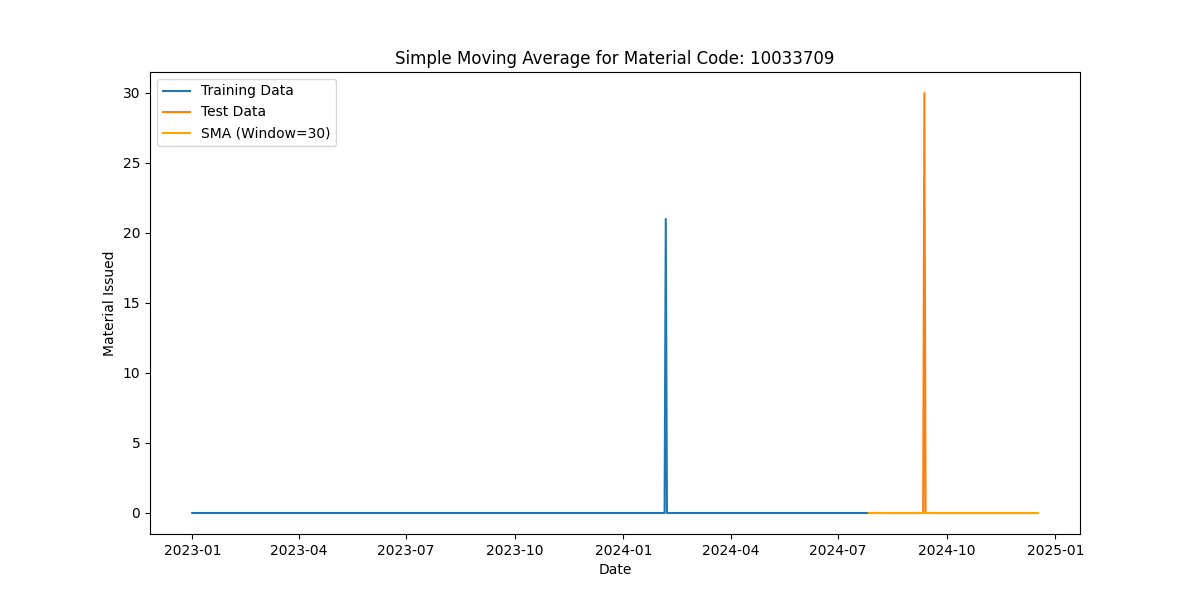 Simple Moving Average for Material Code: 10033709
Training Data
Test Data
SMA (Window=30)
Material Issued
30
25
20
15
10
5
0
2023-01 2023-04 2023-07 2023-10 2024-01 2024-04 2024-07 2024-10 2025-01
Date